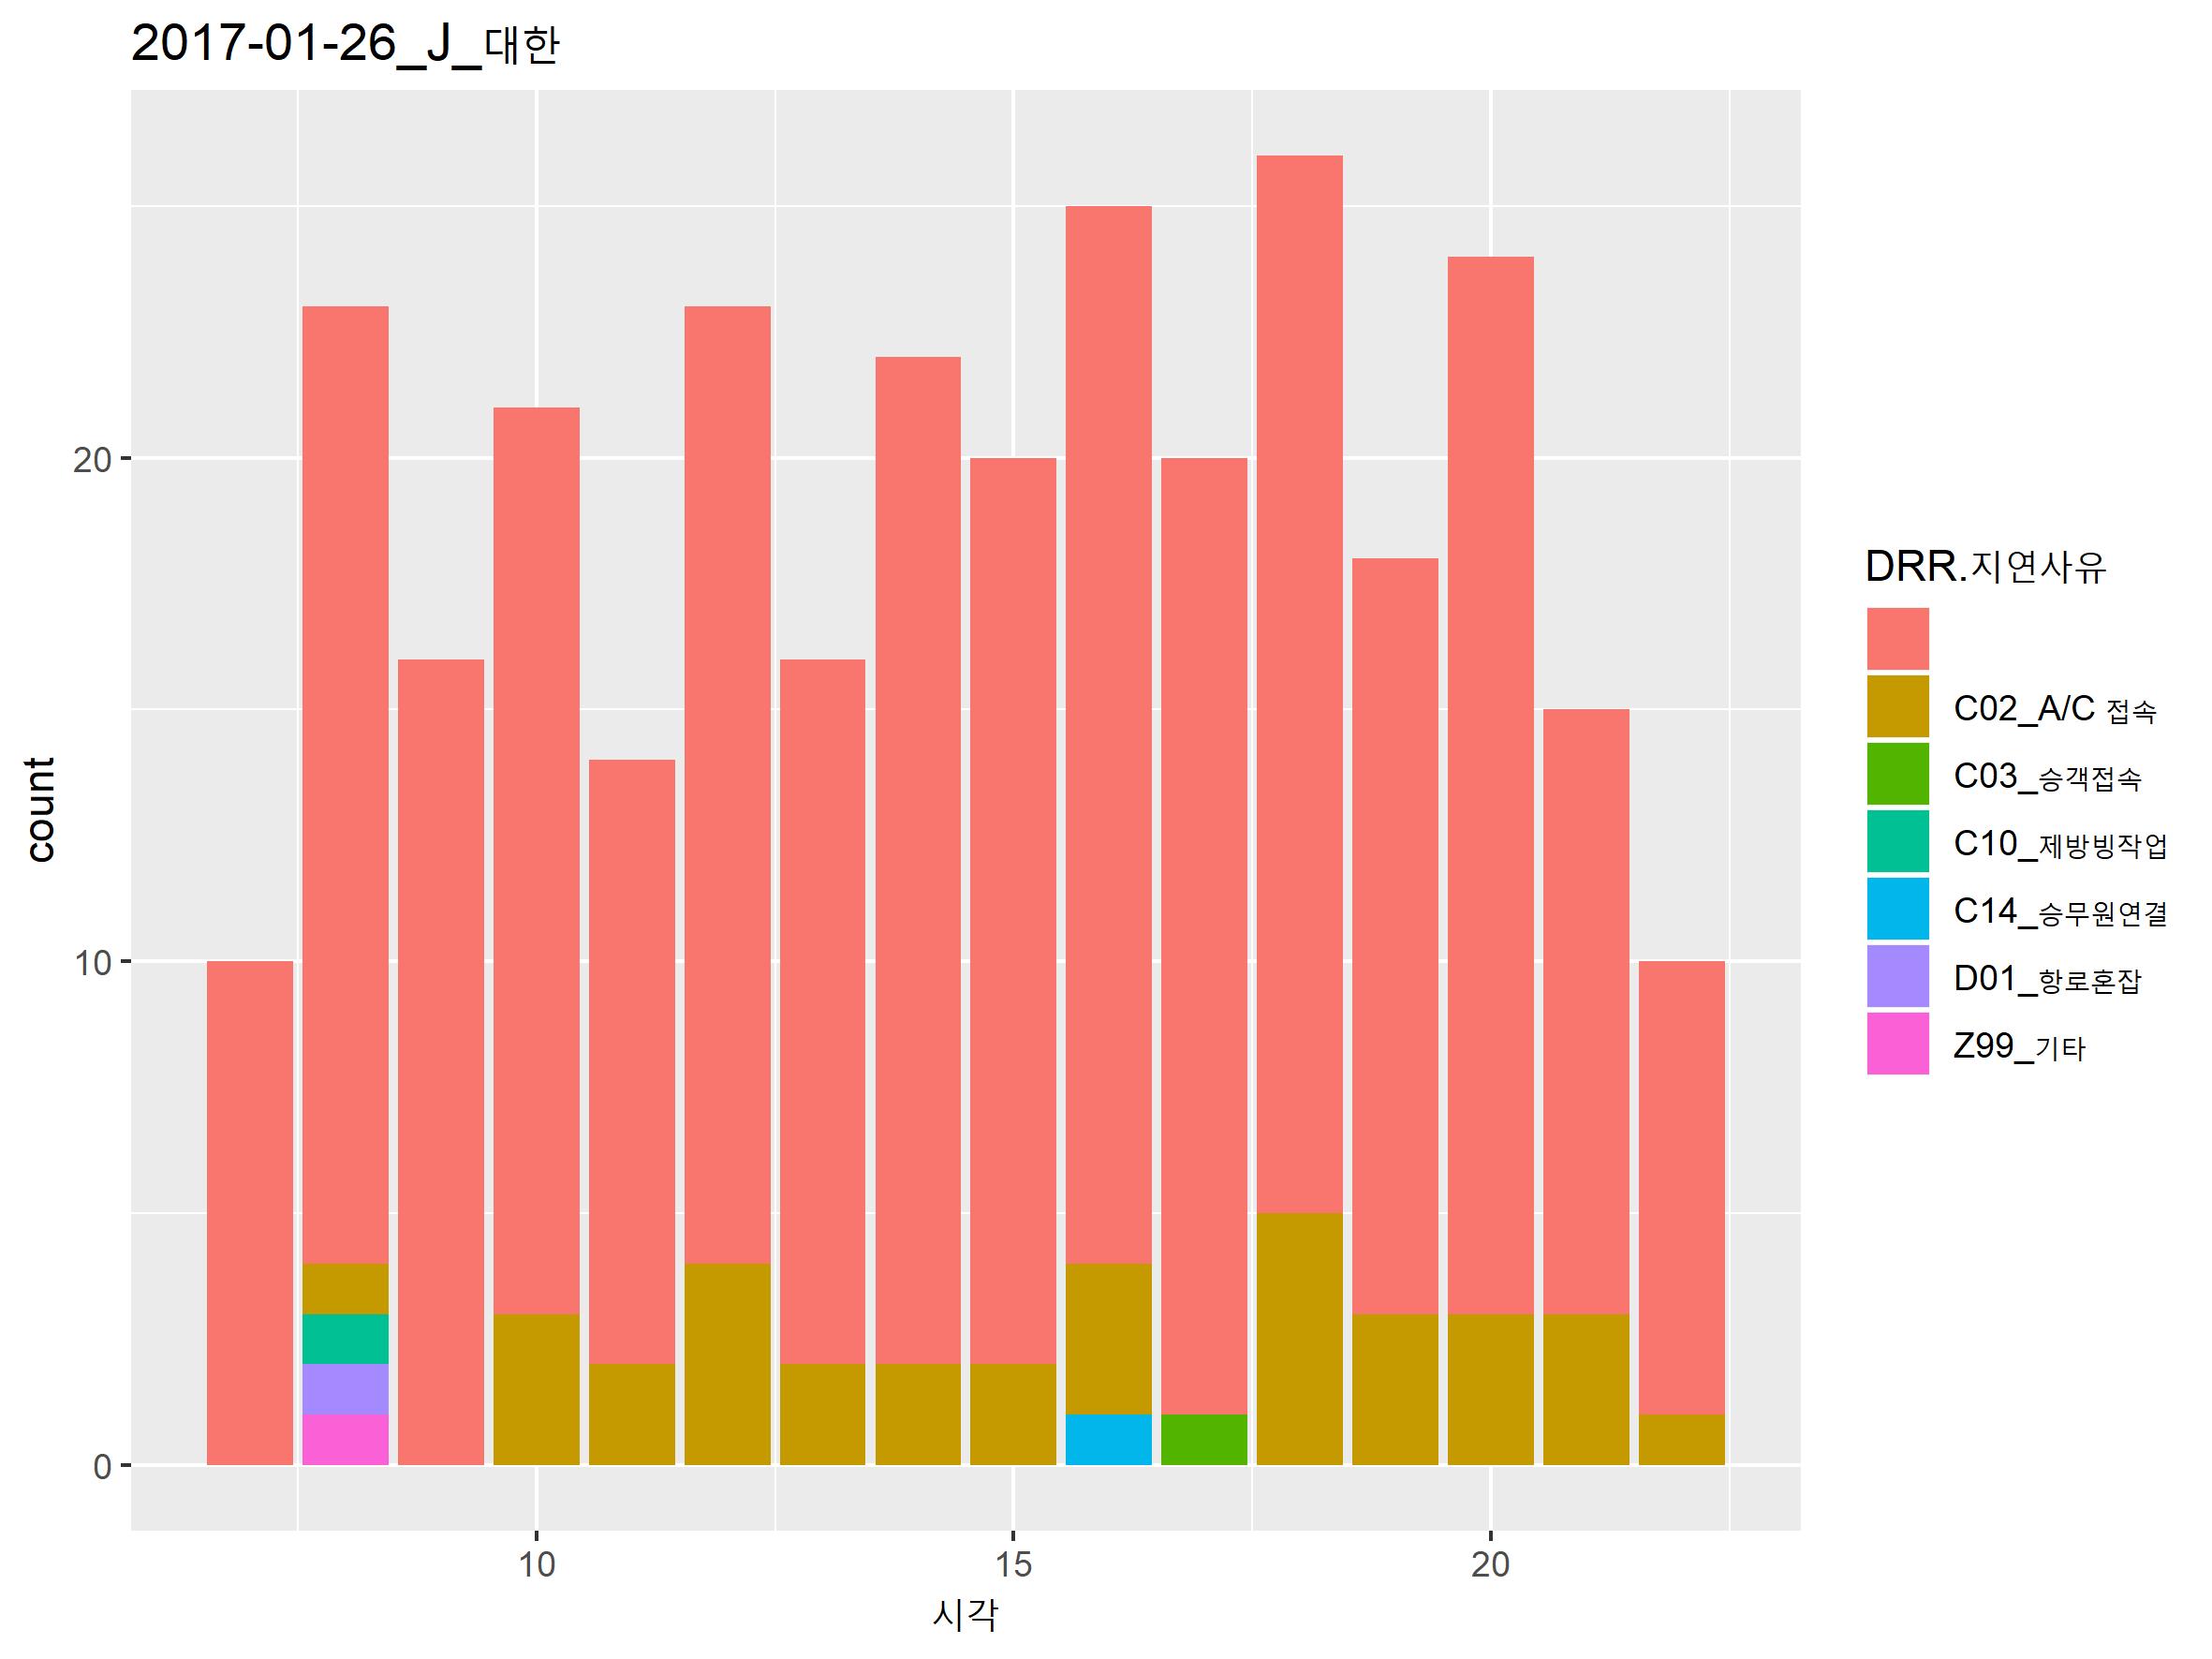 2017-01-26_J_대한
20
10
0
count
10
15
20
시각
DRR.지연사유
C02_A/C 접속
C03_승객접속
C10_제방빙작업
C14_승무원연결
D01_항로혼잡
Z99_기타